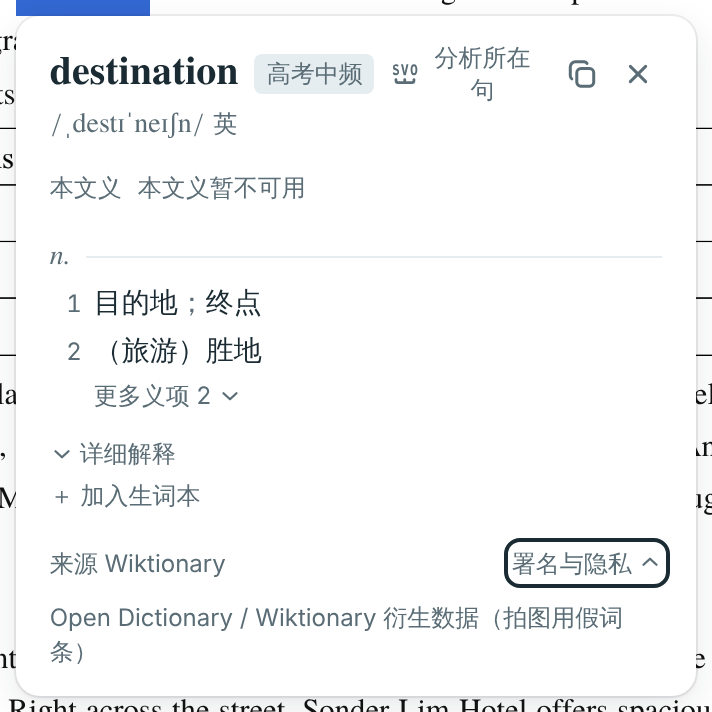 destination 高考中频 SVO 分析所在句
/ˌdestɪˈneɪʃn/ 英
本文义 本文义暂不可用
n.
1 目的地；终点
2 （旅游）胜地
更多义项 2
详细解释
+ 加入生词本
来源 Wiktionary 署名与隐私
Open Dictionary / Wiktionary 衍生数据（拍图用假词
条）
Right across the street, Sonder Lim Hotel offers spaciou